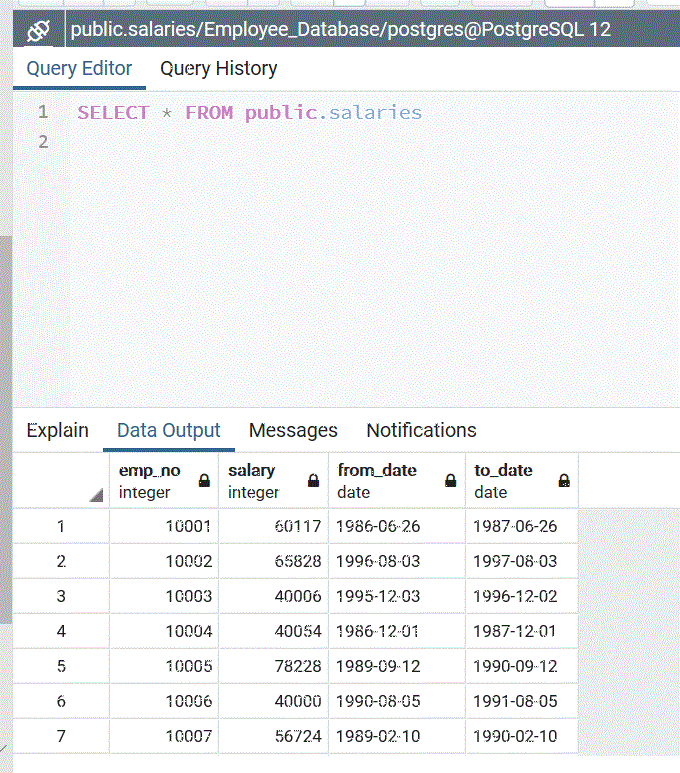 public.salaries/Employee_Database/postgres@PostgreSQL 12
Query Editor Query History
1 SELECT * FROM public.salaries
2
Explain Data Output Messages Notifications
emp_no salary from_date to_date
integer integer date date
1 10001 60117 1986-06-26 1987-06-26
2 10002 65828 1996-08-03 1997-08-03
3 10003 40006 1995-12-03 1996-12-02
4 10004 40054 1986-12-01 1987-12-01
5 10005 78228 1989-09-12 1990-09-12
6 10006 40000 1990-08-05 1991-08-05
7 10007 56724 1989-02-10 1990-02-10